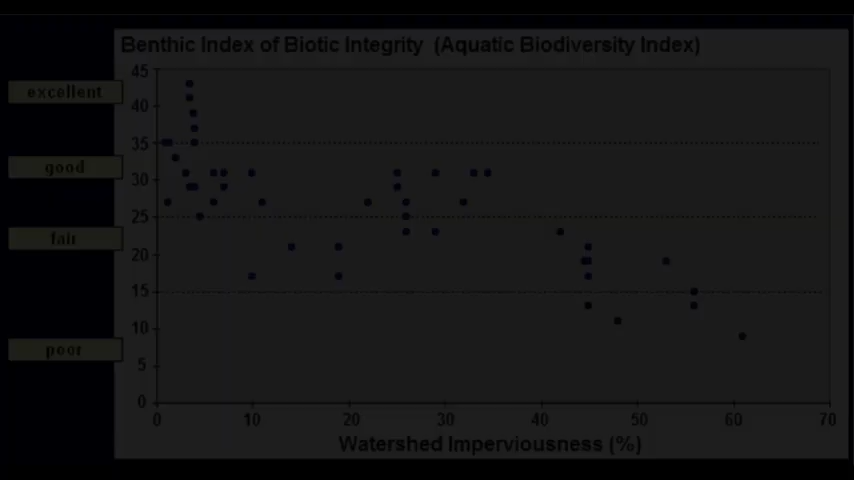 Benthic Index of Biotic Integrity (Aquatic Biodiversity Index)
excellent
good
fair
poor
45
40
35
30
25
20
15
10
5
0
0 10 20 30 40 50 60 70
Watershed Imperviousness (%)